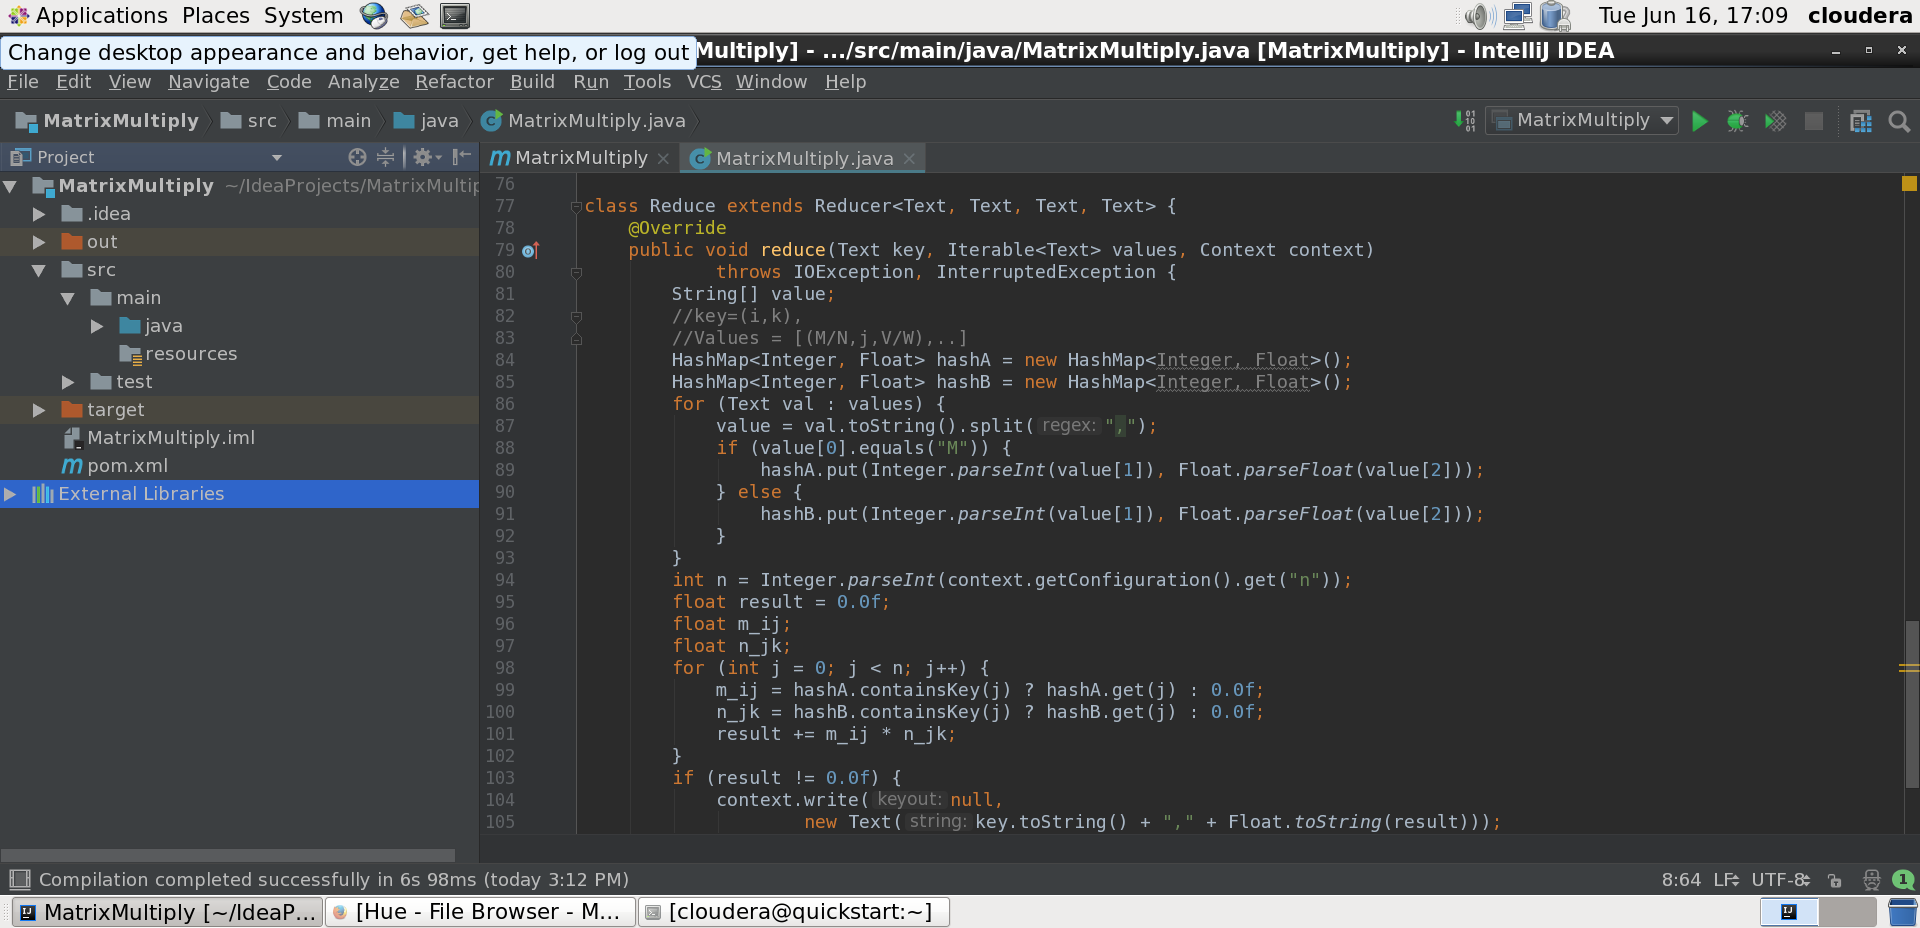 Applications Places System Tue Jun 16, 17:09 cloudera
Change desktop appearance and behavior, get help, or log out Multiply] - .../src/main/java/MatrixMultiply.java [MatrixMultiply] - IntelliJ IDEA
File Edit View Navigate Code Analyze Refactor Build Run Tools VCS Window Help
MatrixMultiply src main java MatrixMultiply.java MatrixMultiply
Project
MatrixMultiply ~/IdeaProjects/MatrixMultip
.idea
out
src
main
java
resources
test
target
MatrixMultiply.iml
pom.xml
External Libraries
MatrixMultiply MatrixMultiply.java
76
77 class Reduce extends Reducer<Text, Text, Text, Text> {
78 @Override
79 public void reduce(Text key, Iterable<Text> values, Context context)
80 throws IOException, InterruptedException {
81 String[] value;
82 //key=(i,k),
83 //Values = [(M/N,j,V/W),..]
84 HashMap<Integer, Float> hashA = new HashMap<Integer, Float>();
85 HashMap<Integer, Float> hashB = new HashMap<Integer, Float>();
86 for (Text val : values) {
87 value = val.toString().split( regex: ",");
88 if (value[0].equals("M")) {
89 hashA.put(Integer.parseInt(value[1]), Float.parseFloat(value[2]));
90 } else {
91 hashB.put(Integer.parseInt(value[1]), Float.parseFloat(value[2]));
92 }
93 }
94 int n = Integer.parseInt(context.getConfiguration().get("n"));
95 float result = 0.0f;
96 float m_ij;
97 float n_jk;
98 for (int j = 0; j < n; j++) {
99 m_ij = hashA.containsKey(j) ? hashA.get(j) : 0.0f;
100 n_jk = hashB.containsKey(j) ? hashB.get(j) : 0.0f;
101 result += m_ij * n_jk;
102 }
103 if (result != 0.0f) {
104 context.write( keyout: null,
105 new Text( string: key.toString() + "," + Float.toString(result)));
Compilation completed successfully in 6s 98ms (today 3:12 PM) 8:64 LF UTF-8 1
MatrixMultiply [~/IdeaP... [Hue - File Browser - M... [cloudera@quickstart:~]